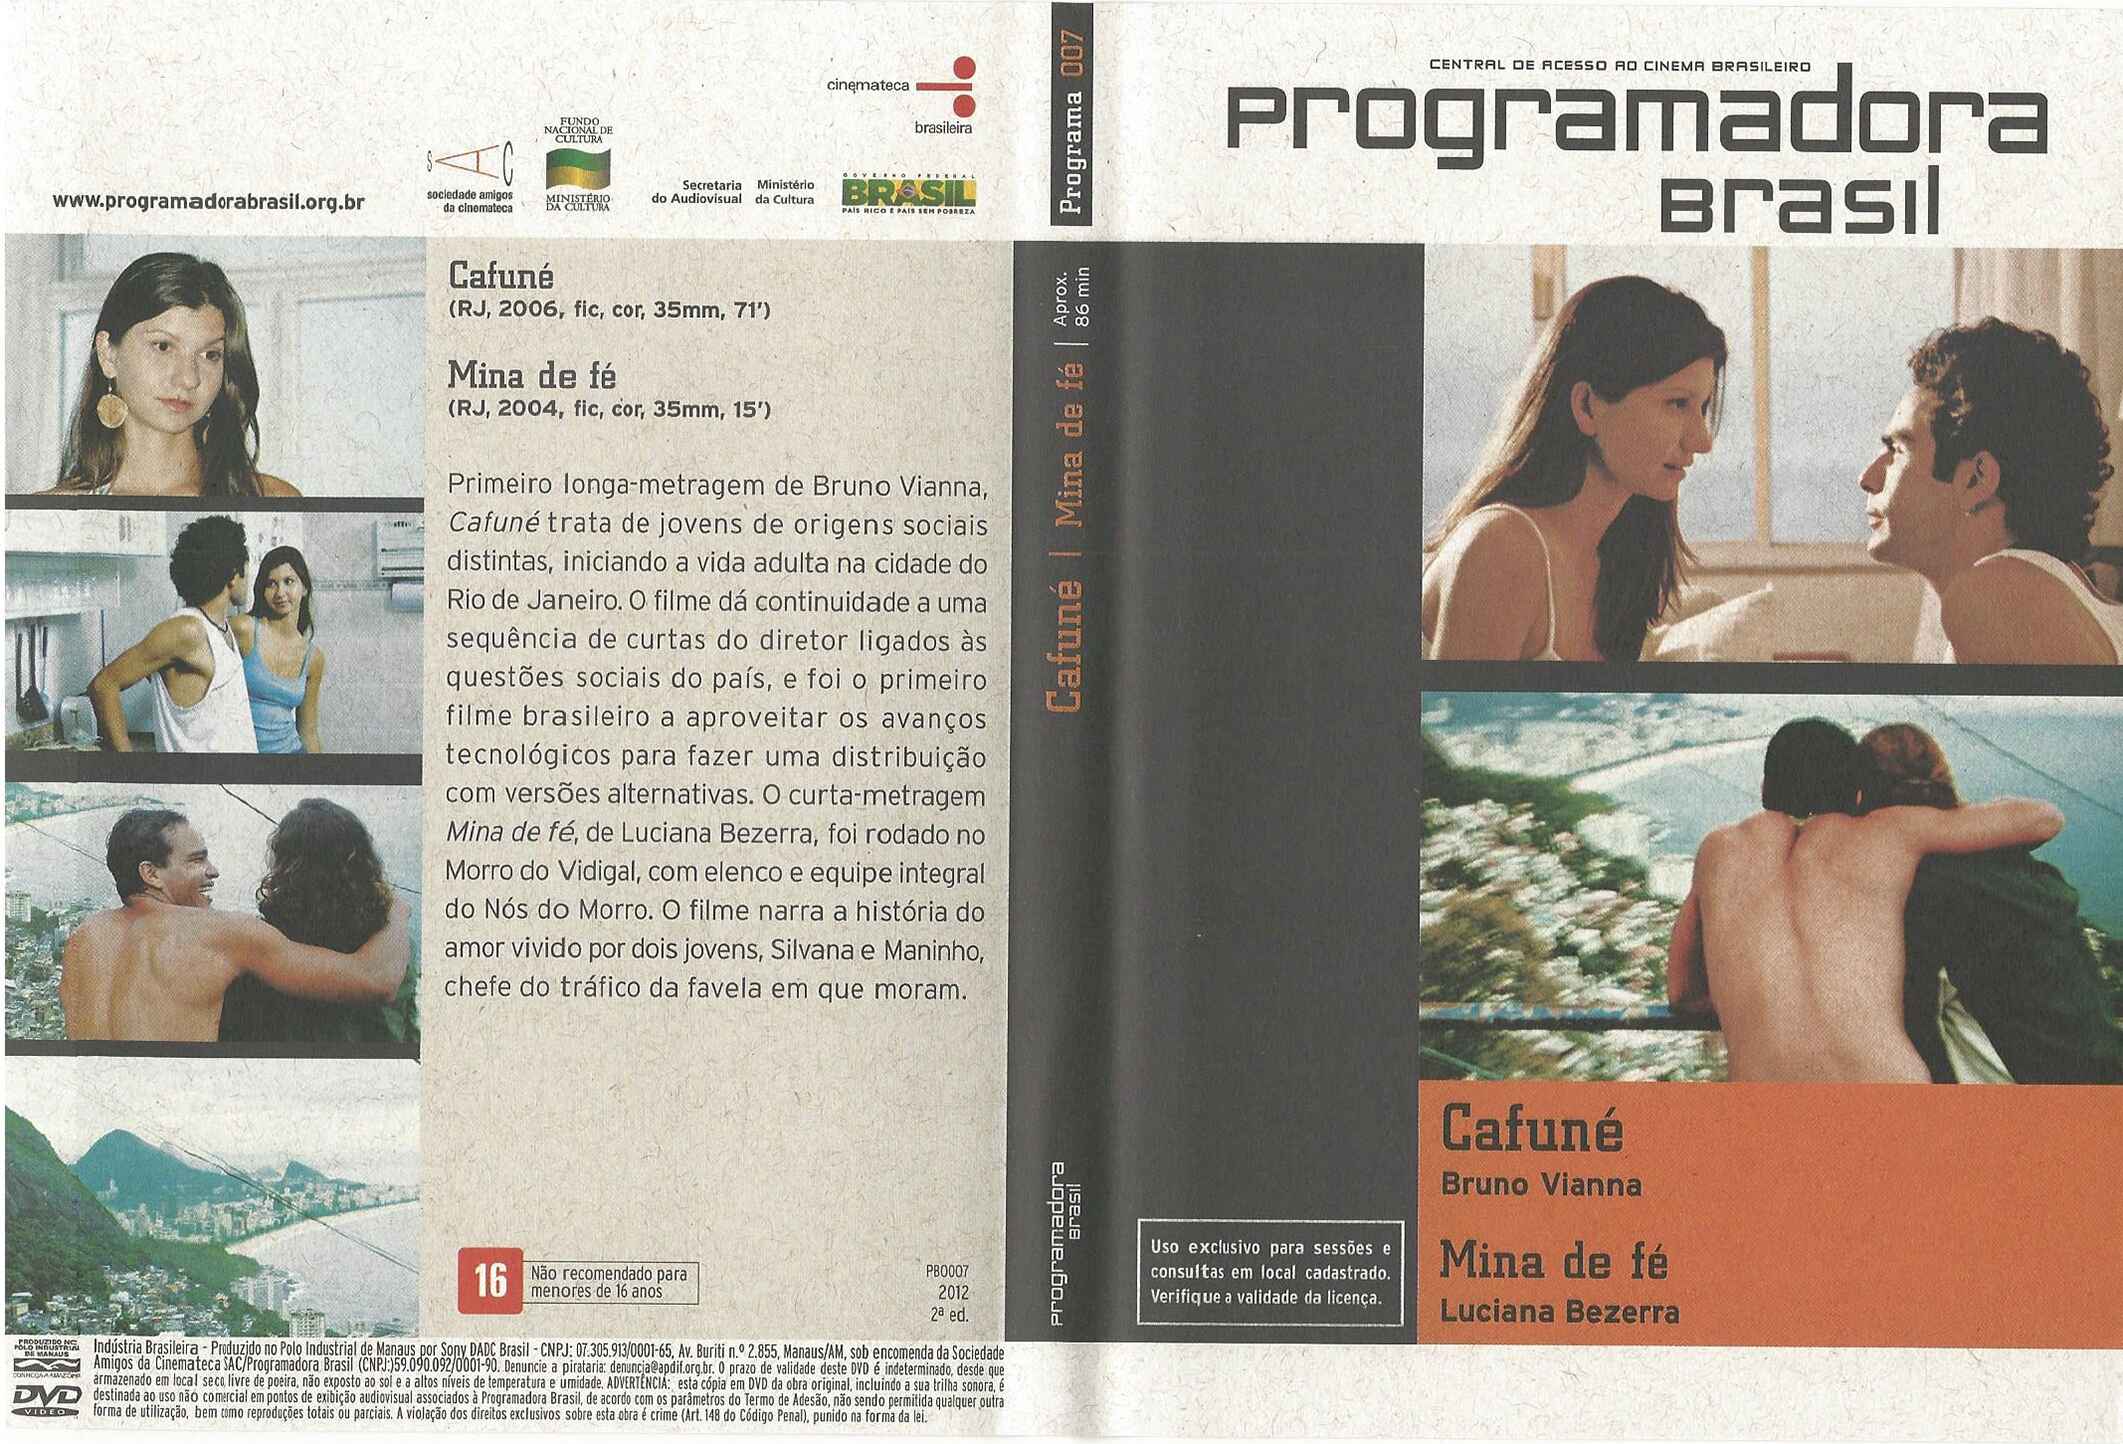 cinemateca
brasileira
FUNDO
NACIONAL DE
CULTURA
MINISTÉRIO
DA CULTURA
SAC
sociedade amigos
da cinemateca
Secretaria
do Audiovisual
Ministério
da Cultura
GOVERNO FEDERAL
BRASIL
PAÍS RICO É PAÍS SEM POBREZA
www.programadorabrasil.org.br
Cafuné
(RJ, 2006, fic, cor, 35mm, 71')
Mina de fé
(RJ, 2004, fic, cor, 35mm, 15')
Primeiro longa-metragem de Bruno Vianna,
Cafuné trata de jovens de origens sociais
distintas, iniciando a vida adulta na cidade do
Rio de Janeiro. O filme dá continuidade a uma
sequência de curtas do diretor ligados às
questões sociais do país, e foi o primeiro
filme brasileiro a aproveitar os avanços
tecnológicos para fazer uma distribuição
com versões alternativas. O curta-metragem
Mina de fé, de Luciana Bezerra, foi rodado no
Morro do Vidigal, com elenco e equipe integral
do Nós do Morro. O filme narra a história do
amor vivido por dois jovens, Silvana e Maninho,
chefe do tráfico da favela em que moram.
16
Não recomendado para
menores de 16 anos
PB0007
2012
2ª ed.
PRODUZIDO NO
PÓLO INDUSTRIAL
DE MANAUS
CONHEÇA A AMAZÔNIA
DVD
VIDEO
Indústria Brasileira - Produzido no Polo Industrial de Manaus por Sony DADC Brasil - CNPJ: 07.305.913/0001-65, Av. Buriti n.º 2.855, Manaus/AM, sob encomenda da Sociedade
Amigos da Cinemateca SAC/Programadora Brasil (CNPJ:)59.090.092/0001-90. Denuncie a pirataria: denuncia@apdif.org.br. O prazo de validade deste DVD é indeterminado, desde que
armazenado em local seco, livre de poeira, não exposto ao sol e a altos níveis de temperatura e umidade. ADVERTÊNCIA: esta cópia em DVD da obra original, incluindo a sua trilha sonora, é
destinada ao uso não comercial em pontos de exibição audiovisual associados à Programadora Brasil, de acordo com os parâmetros do Termo de Adesão, não sendo permitida qualquer outra
forma de utilização, bem como reproduções totais ou parciais. A violação dos direitos exclusivos sobre esta obra é crime (Art. 148 do Código Penal), punido na forma da lei.
Programa 007
Cafuné | Mina de fé | Aprox.
86 min
programadora
Brasil
CENTRAL DE ACESSO AO CINEMA BRASILEIRO
programadora
Brasil
Uso exclusivo para sessões e
consultas em local cadastrado.
Verifique a validade da licença.
Cafuné
Bruno Vianna
Mina de fé
Luciana Bezerra